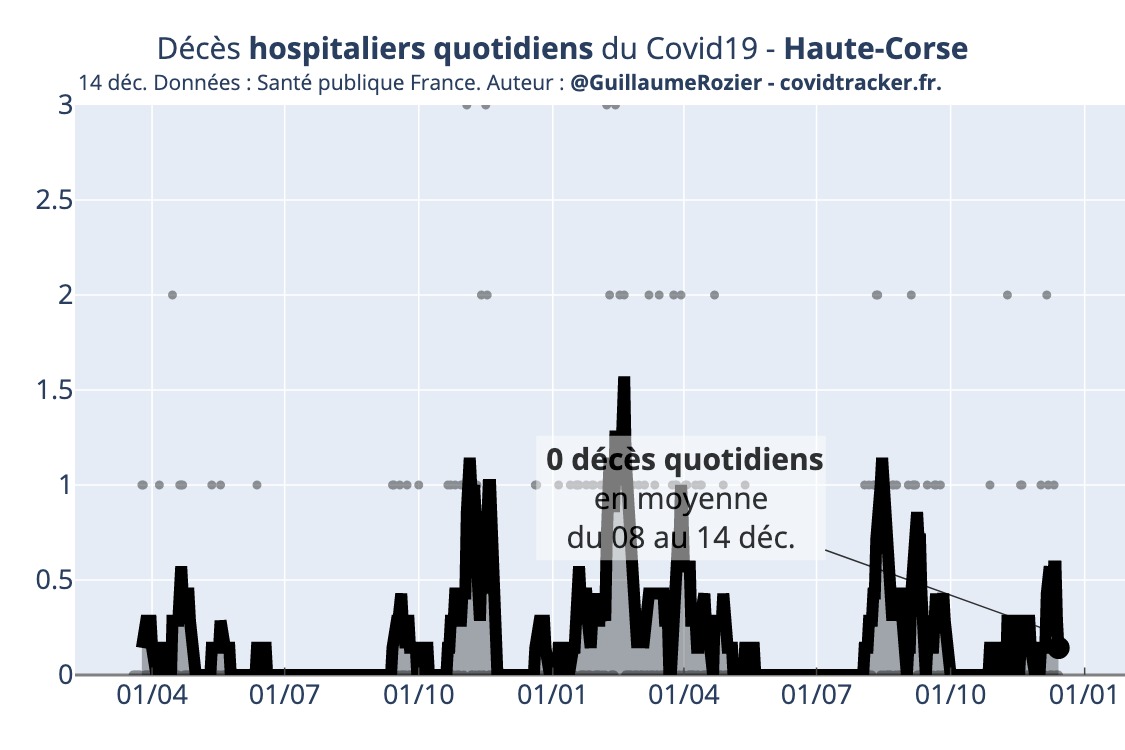 Décès hospitaliers quotidiens du Covid19 - Haute-Corse
14 déc. Données : Santé publique France. Auteur : @GuillaumeRozier - covidtracker.fr.
3
2.5
2
1.5
1
0.5
0
0 décès quotidiens
en moyenne
du 08 au 14 déc.
01/04 01/07 01/10 01/01 01/04 01/07 01/10 01/01